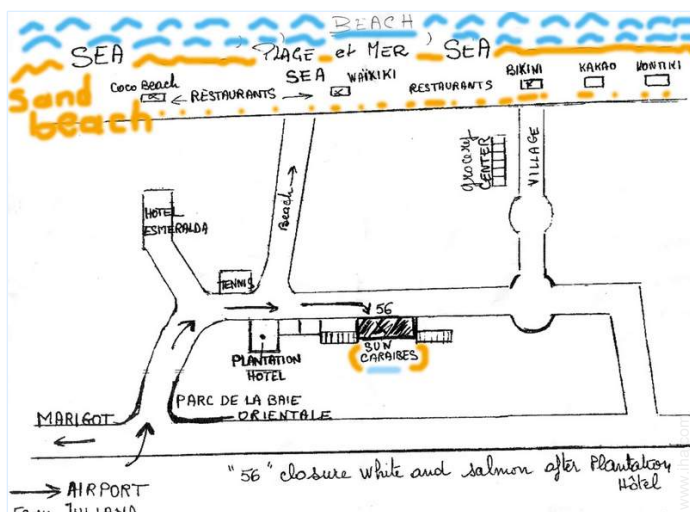 BEACH
SEA PLAGE et MER SEA
SEA
Sand
beach
Coco Beach
← RESTAURANTS →
WAÏKIKI
RESTAURANTS
BIKINI
KAKAO
KONTIKI
grocery
CENTER
VILLAGE
HOTEL
ESMERALDA
Beach →
TENNIS
56
PLANTATION
HOTEL
SUN
CARAIBES
PARC DE LA BAIE
ORIENTALE
MARIGOT
"56" closure white and salmon after Plantation
Hôtel
→ AIRPORT